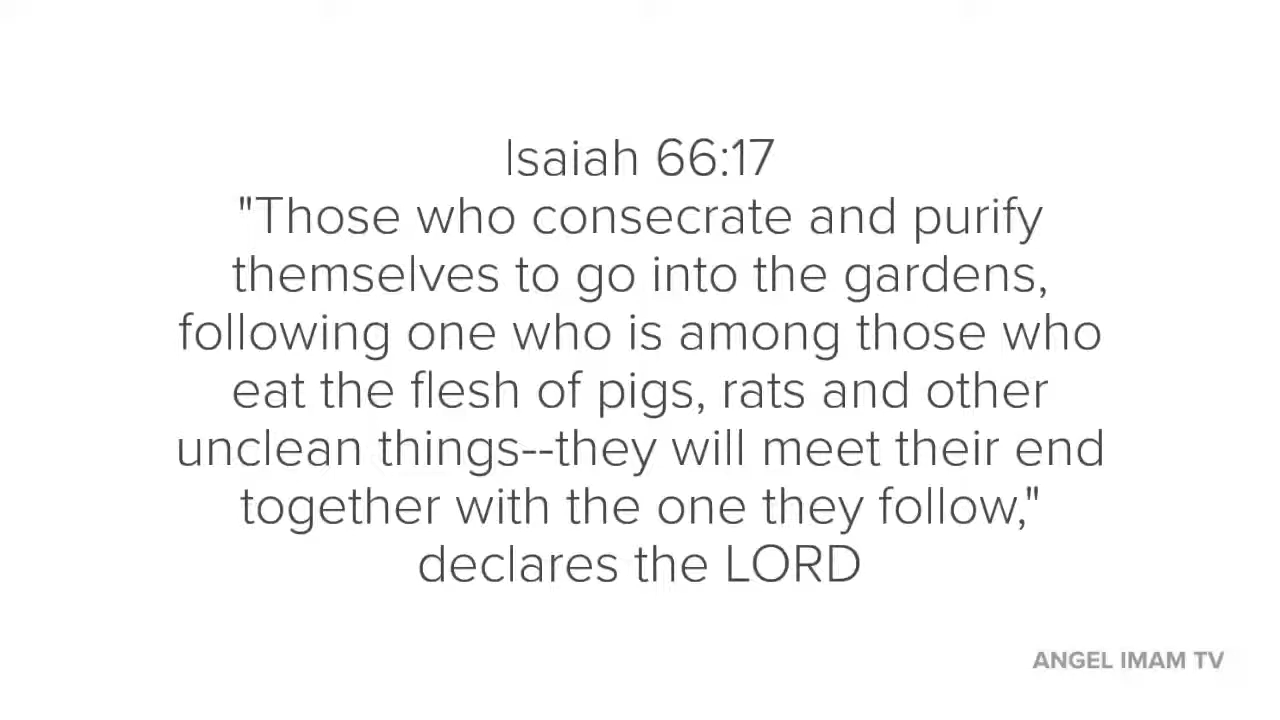 Isaiah 66:17
"Those who consecrate and purify
themselves to go into the gardens,
following one who is among those who
eat the flesh of pigs, rats and other
unclean things--they will meet their end
together with the one they follow,"
declares the LORD
ANGEL IMAM TV